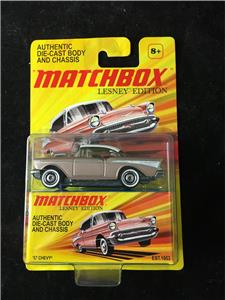 AUTHENTIC
DIE-CAST BODY
AND CHASSIS
8+
MATCHBOX
LESNEY EDITION
MATCHBOX
LESNEY EDITION
AUTHENTIC
DIE-CAST BODY
AND CHASSIS
'57 CHEVY®
EST. 1953